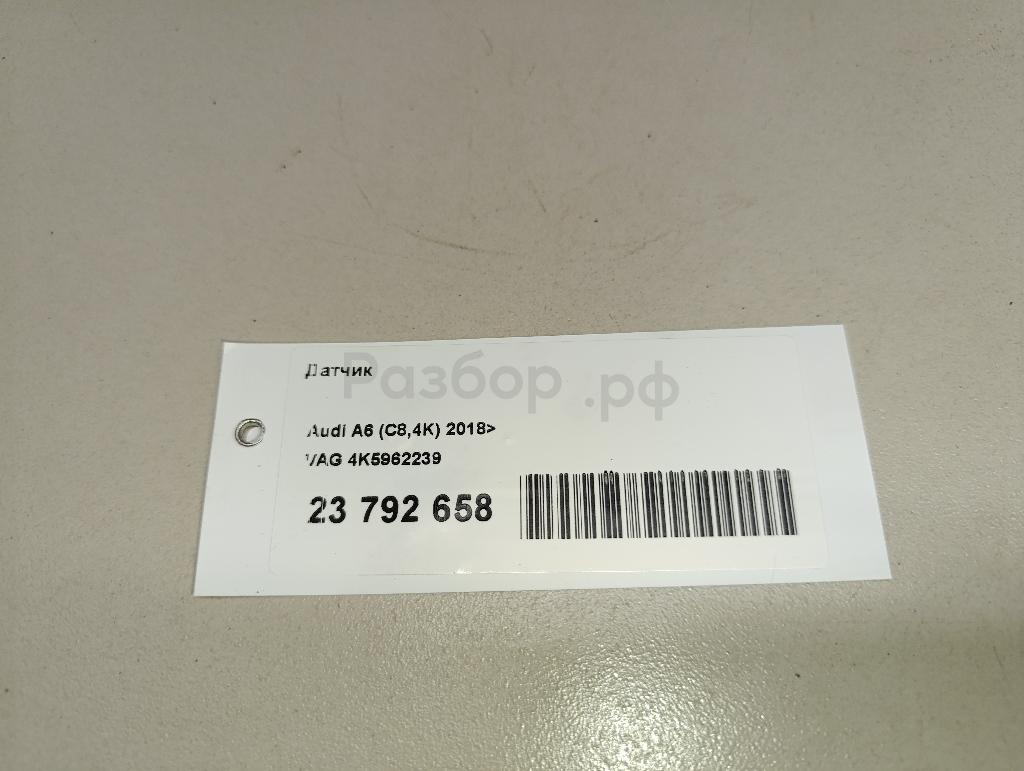 Датчик
Разбор.рф
Audi A6 (C8,4K) 2018>
VAG 4K5962239
23 792 658